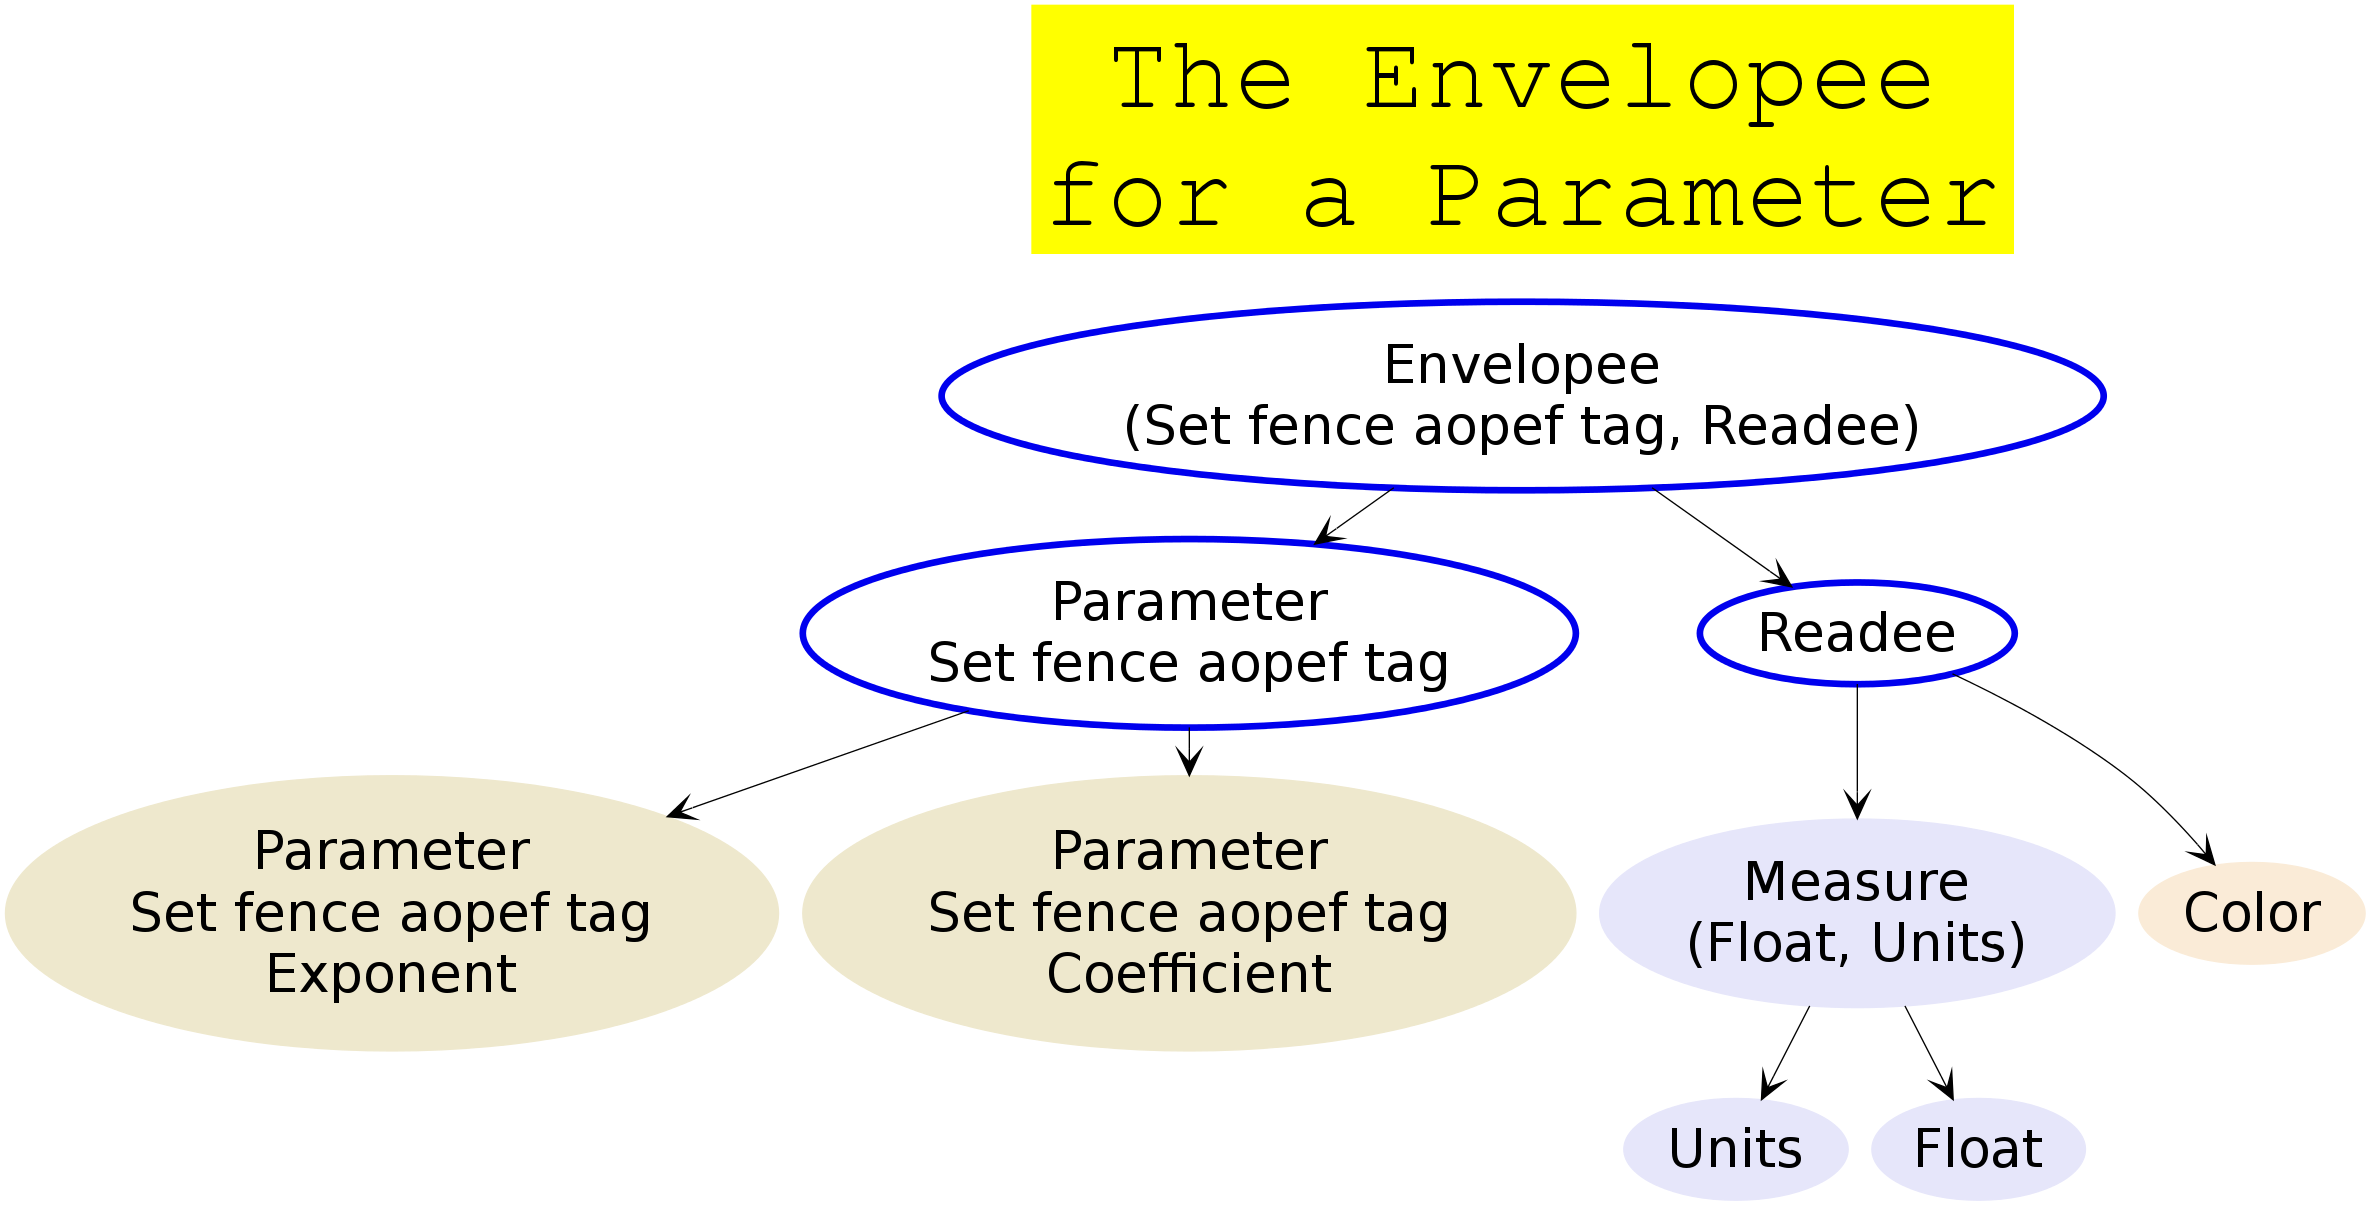 The Envelopee
for a Parameter
Envelopee
(Set fence aopef tag, Readee)
Parameter
Set fence aopef tag
Readee
Parameter
Set fence aopef tag
Exponent
Parameter
Set fence aopef tag
Coefficient
Measure
(Float, Units)
Color
Units
Float